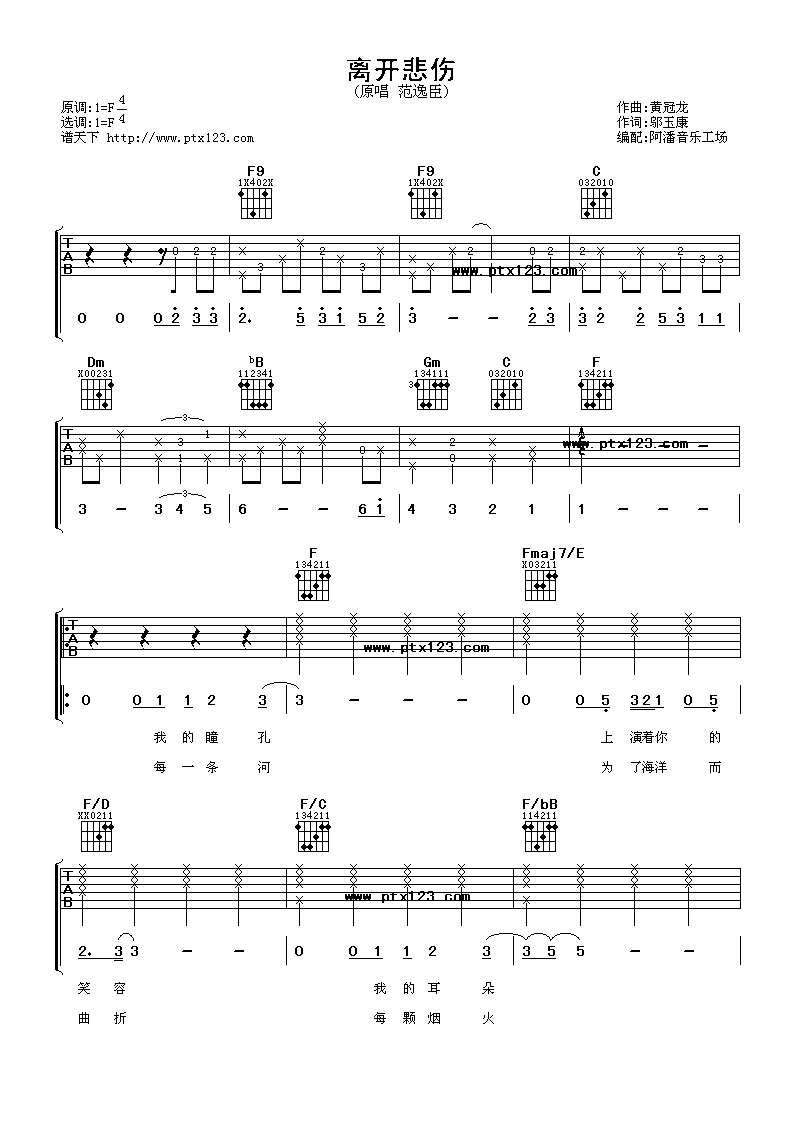 离开悲伤
(原唱 范逸臣)
原调:1=F 4/4
选调:1=F
谱天下 http://www.ptx123.com
作曲:黄冠龙
作词:邬玉康
编配:阿潘音乐工场
F9 F9 C
1X402X 1X402X 032010
T A B
www.ptx123.com
0 0 0 2 3 3 2. 5 3 1 5 2 3 - - 2 3 3 2 2 5 3 1 1
Dm bB Gm C F
X00231 112341 134111 032010 134211
3
T A B
www.ptx123.com
3 - 3 4 5 6 - - 6 1 4 3 2 1 1 - - -
F Fmaj7/E
134211 X03211
T A B
www.ptx123.com
0 0 1 1 2 3 3 - - - 0 0 5 3 2 1 0 5
我 的 瞳 孔 上 演着你 的
每 一 条 河 为 了海洋 而
F/D F/C F/bB
XX0211 134211 114211
T A B
www.ptx123.com
2. 3 3 - - 0 0 1 1 2 3 3 5 5 - -
笑 容 我 的 耳 朵
曲 折 每 颗 烟 火